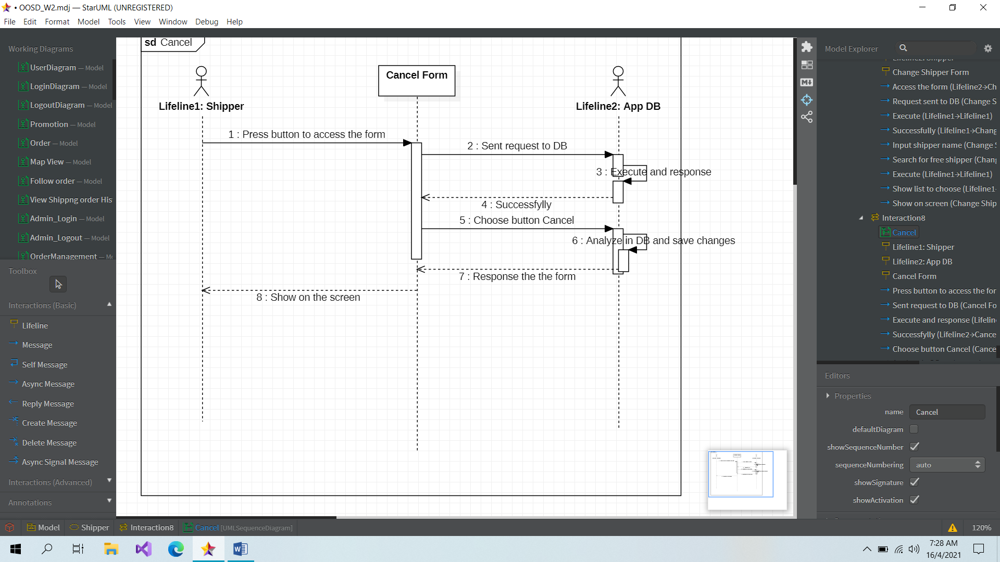 • OOSD_W2.mdj — StarUML (UNREGISTERED)
File Edit Format Model Tools View Window Debug Help
Working Diagrams
UserDiagram — Model
LoginDiagram — Model
LogoutDiagram — Model
Promotion — Model
Order — Model
Map View — Model
Follow order — Model
View Shippng order His
Admin_Login — Model
Admin_Logout — Model
OrderManagement — Mo
Toolbox
Interactions (Basic)
Lifeline
Message
Self Message
Async Message
Reply Message
Create Message
Delete Message
Async Signal Message
Interactions (Advanced)
Annotations
sd Cancel
Cancel Form
Lifeline1: Shipper
Lifeline2: App DB
1 : Press button to access the form
2 : Sent request to DB
3 : Execute and response
4 : Successfylly
5 : Choose button Cancel
6 : Analyze in DB and save changes
7 : Response the the form
8 : Show on the screen
Model Explorer
Lifeline2: Shipper
Change Shipper Form
Access the form (Lifeline2→Ch
Request sent to DB (Change S
Execute (Lifeline1→Lifeline1)
Successfully (Lifeline1→Chang
Input shipper name (Change S
Search for free shipper (Chang
Execute (Lifeline1→Lifeline1)
Show list to choose (Lifeline1-
Show on screen (Change Ship
Interaction8
Cancel
Lifeline1: Shipper
Lifeline2: App DB
Cancel Form
Press button to access the for
Sent request to DB (Cancel Fo
Execute and response (Lifelin
Successfylly (Lifeline2→Cance
Choose button Cancel (Cance
Editors
Properties
name Cancel
defaultDiagram
showSequenceNumber
sequenceNumbering auto
showSignature
showActivation
Model Shipper Interaction8 Cancel [UMLSequenceDiagram]
120%
7:28 AM
16/4/2021